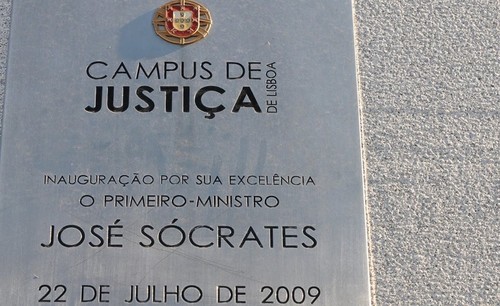 CAMPUS DE
JUSTIÇA
DE LISBOA
INAUGURAÇÃO POR SUA EXCELÊNCIA
O PRIMEIRO-MINISTRO
JOSÉ SÓCRATES
22 DE JULHO DE 2009